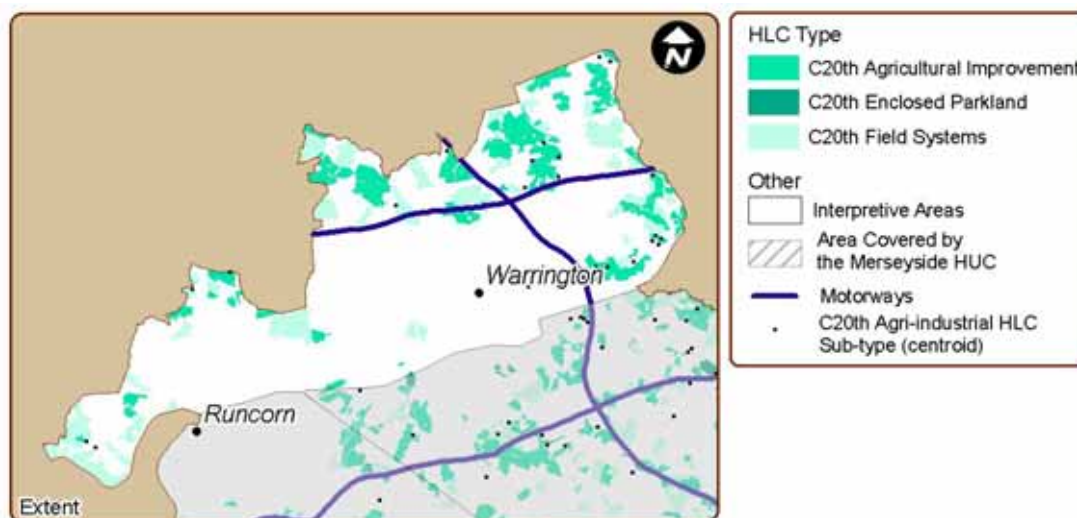 N
Warrington
Runcorn
Extent
HLC Type
C20th Agricultural Improvement
C20th Enclosed Parkland
C20th Field Systems
Other
Interpretive Areas
Area Covered by
the Merseyside HUC
Motorways
C20th Agri-industrial HLC
Sub-type (centroid)